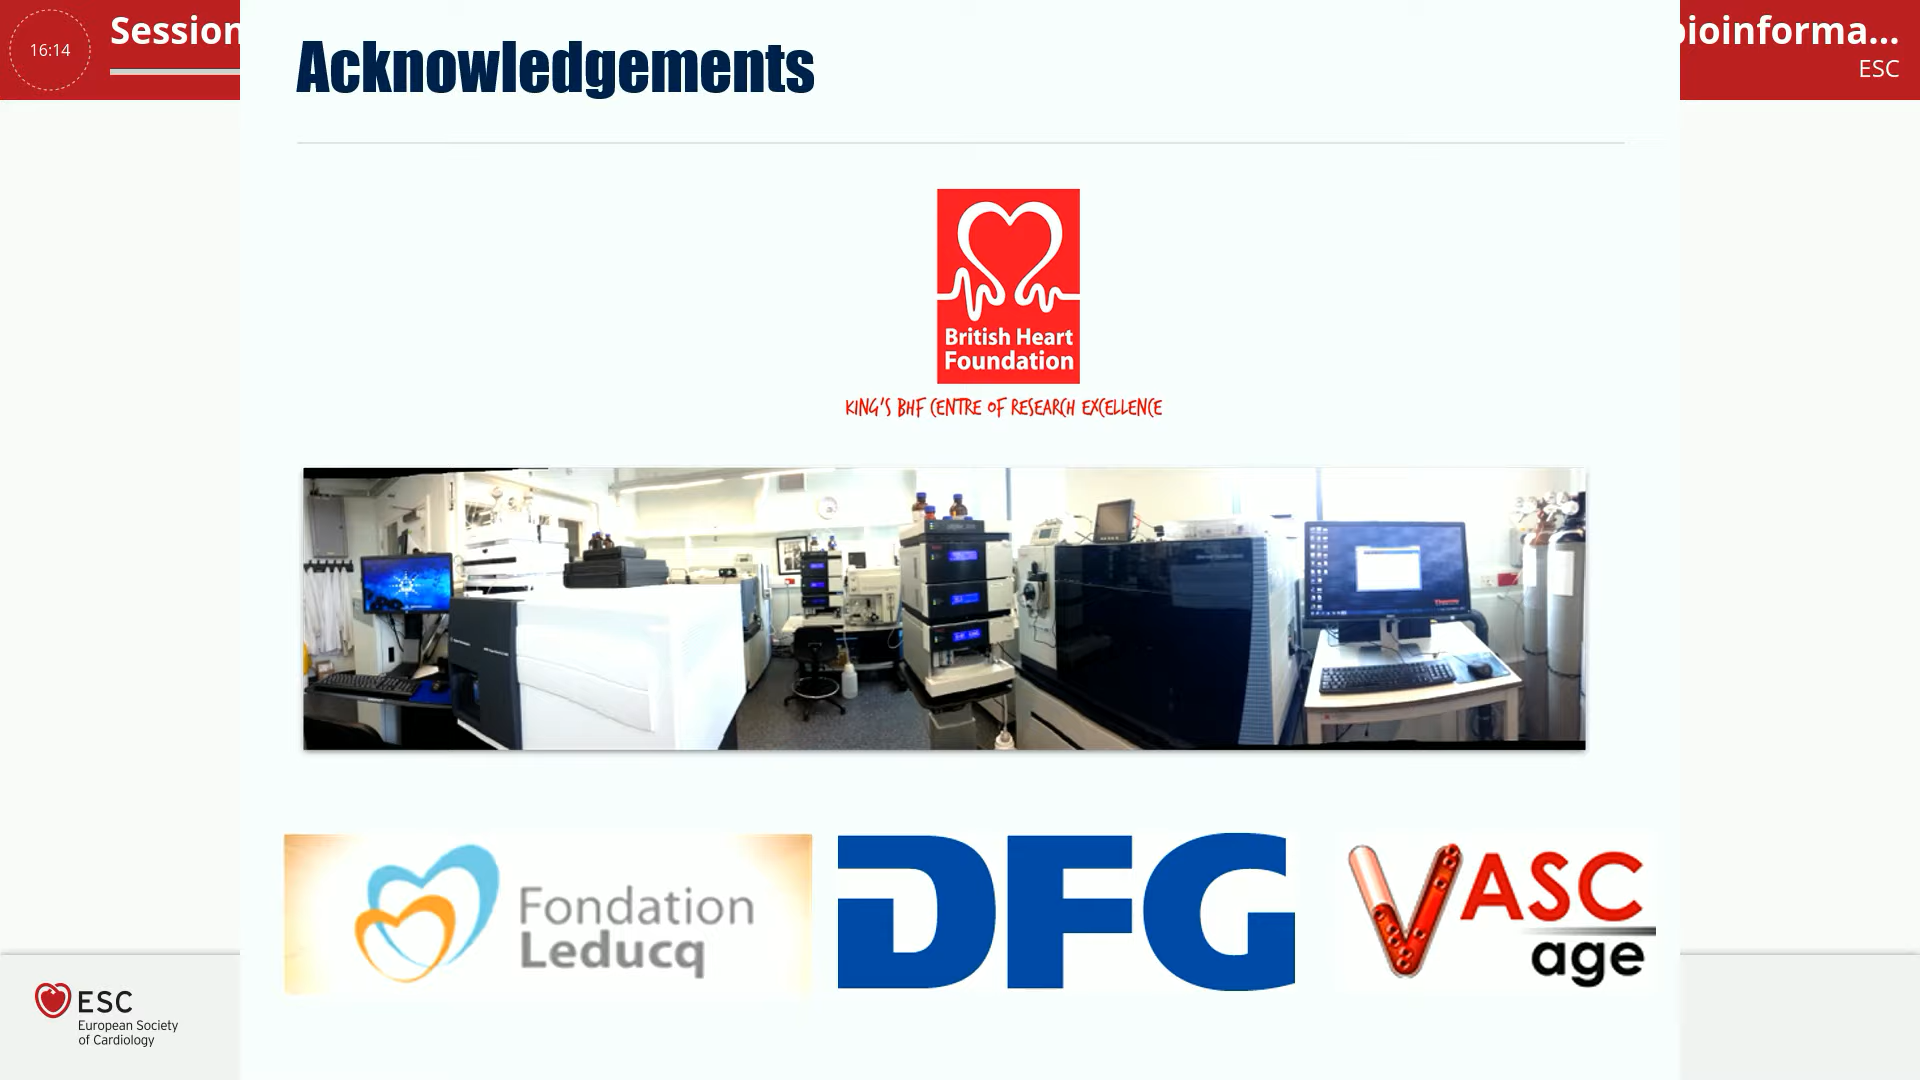 16:14
Session
Acknowledgements
bioinforma...
ESC
British Heart
Foundation
KING'S BHF CENTRE OF RESEARCH EXCELLENCE
Fondation
Leducq
DFG
VASC
age
ESC
European Society
of Cardiology